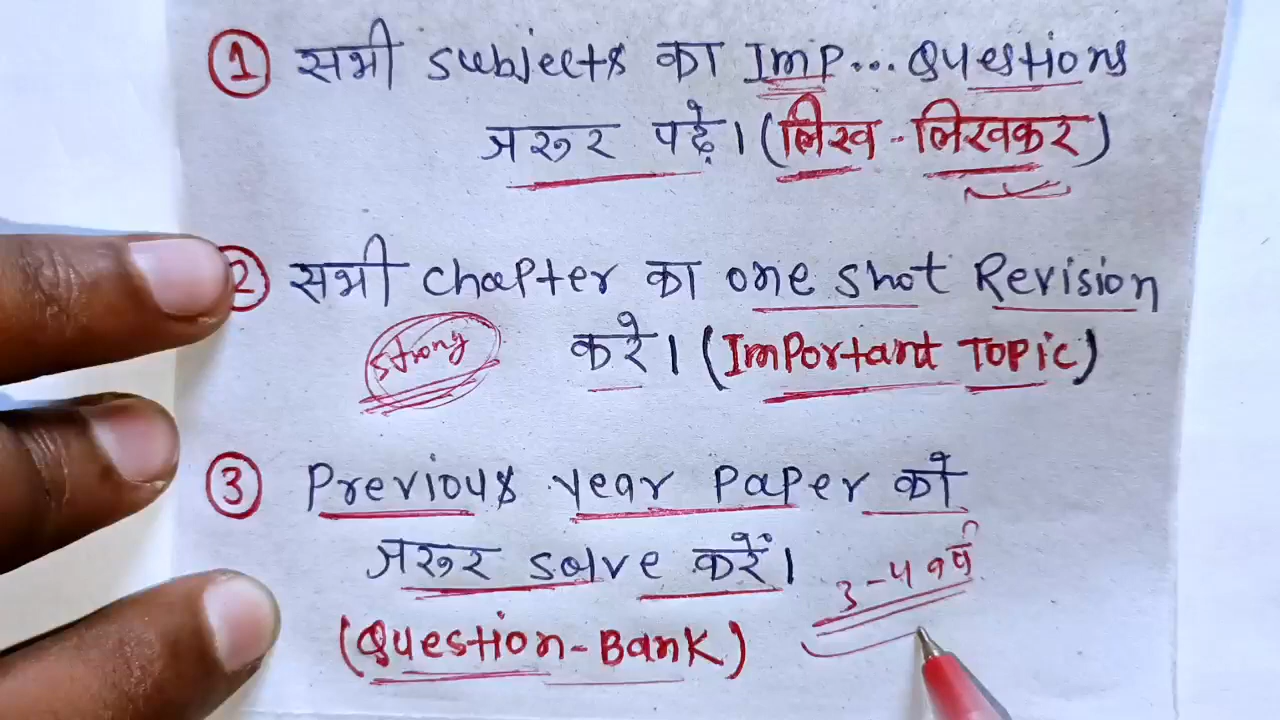 ① सभी subjects का Imp... Questions
जरूर पढ़े। (लिख - लिखकर)
② सभी chapter का one shot Revision
strong
करे। (Important Topic)
③ Previous year Paper को
जरूर solve करें।
3-4 वर्ष
(Question-Bank)